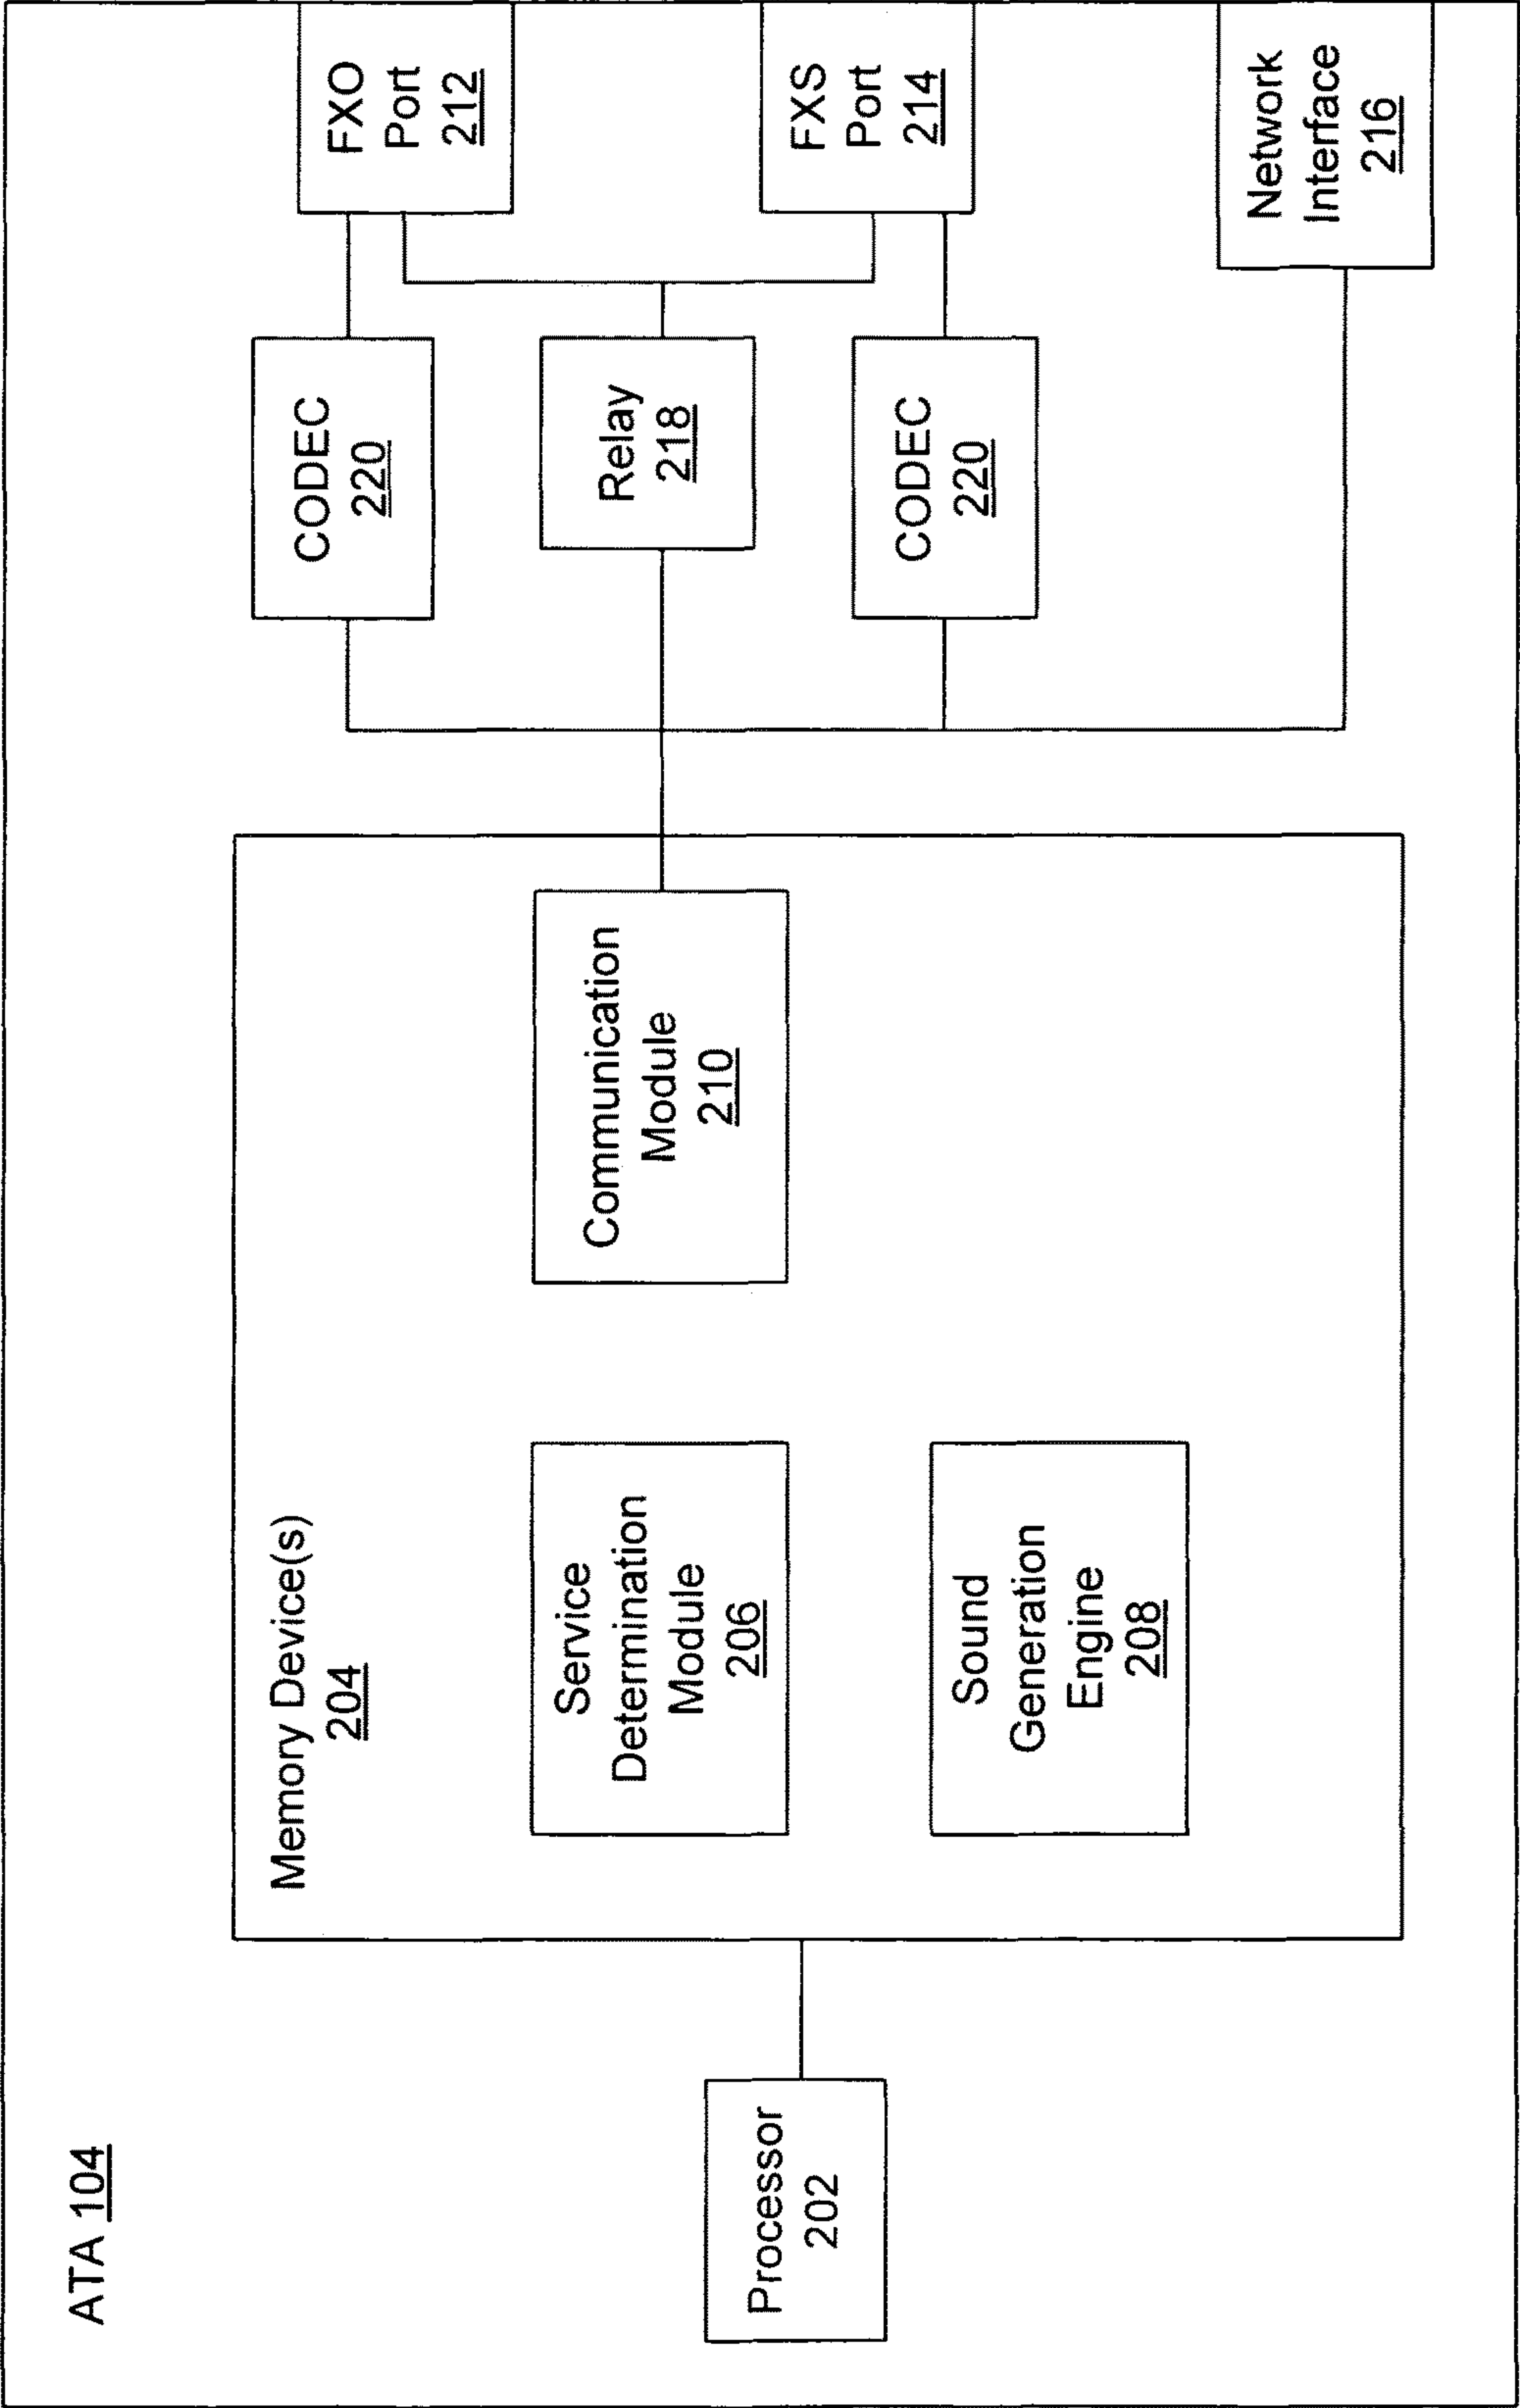 ATA 104
Processor
202
Memory Device(s)
204
Service
Determination
Module
206
Sound
Generation
Engine
208
Communication
Module
210
CODEC
220
Relay
218
CODEC
220
FXO
Port
212
FXS
Port
214
Network
Interface
216